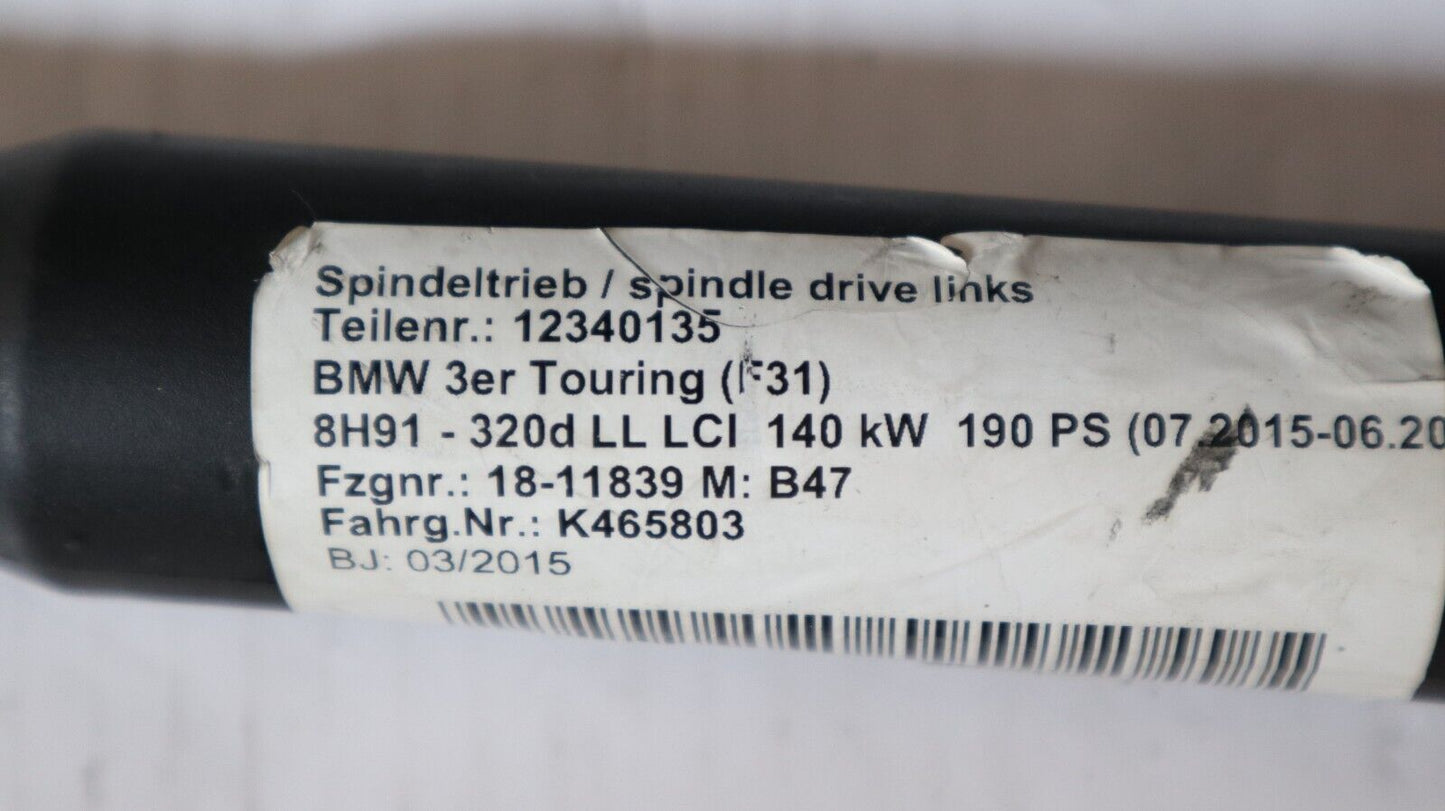 Spindeltrieb / spindle drive links
Teilenr.: 12340135
BMW 3er Touring (F31)
8H91 - 320d LL LCI 140 kW 190 PS (07.2015-06.20
Fzgnr.: 18-11839 M: B47
Fahrg.Nr.: K465803
BJ: 03/2015